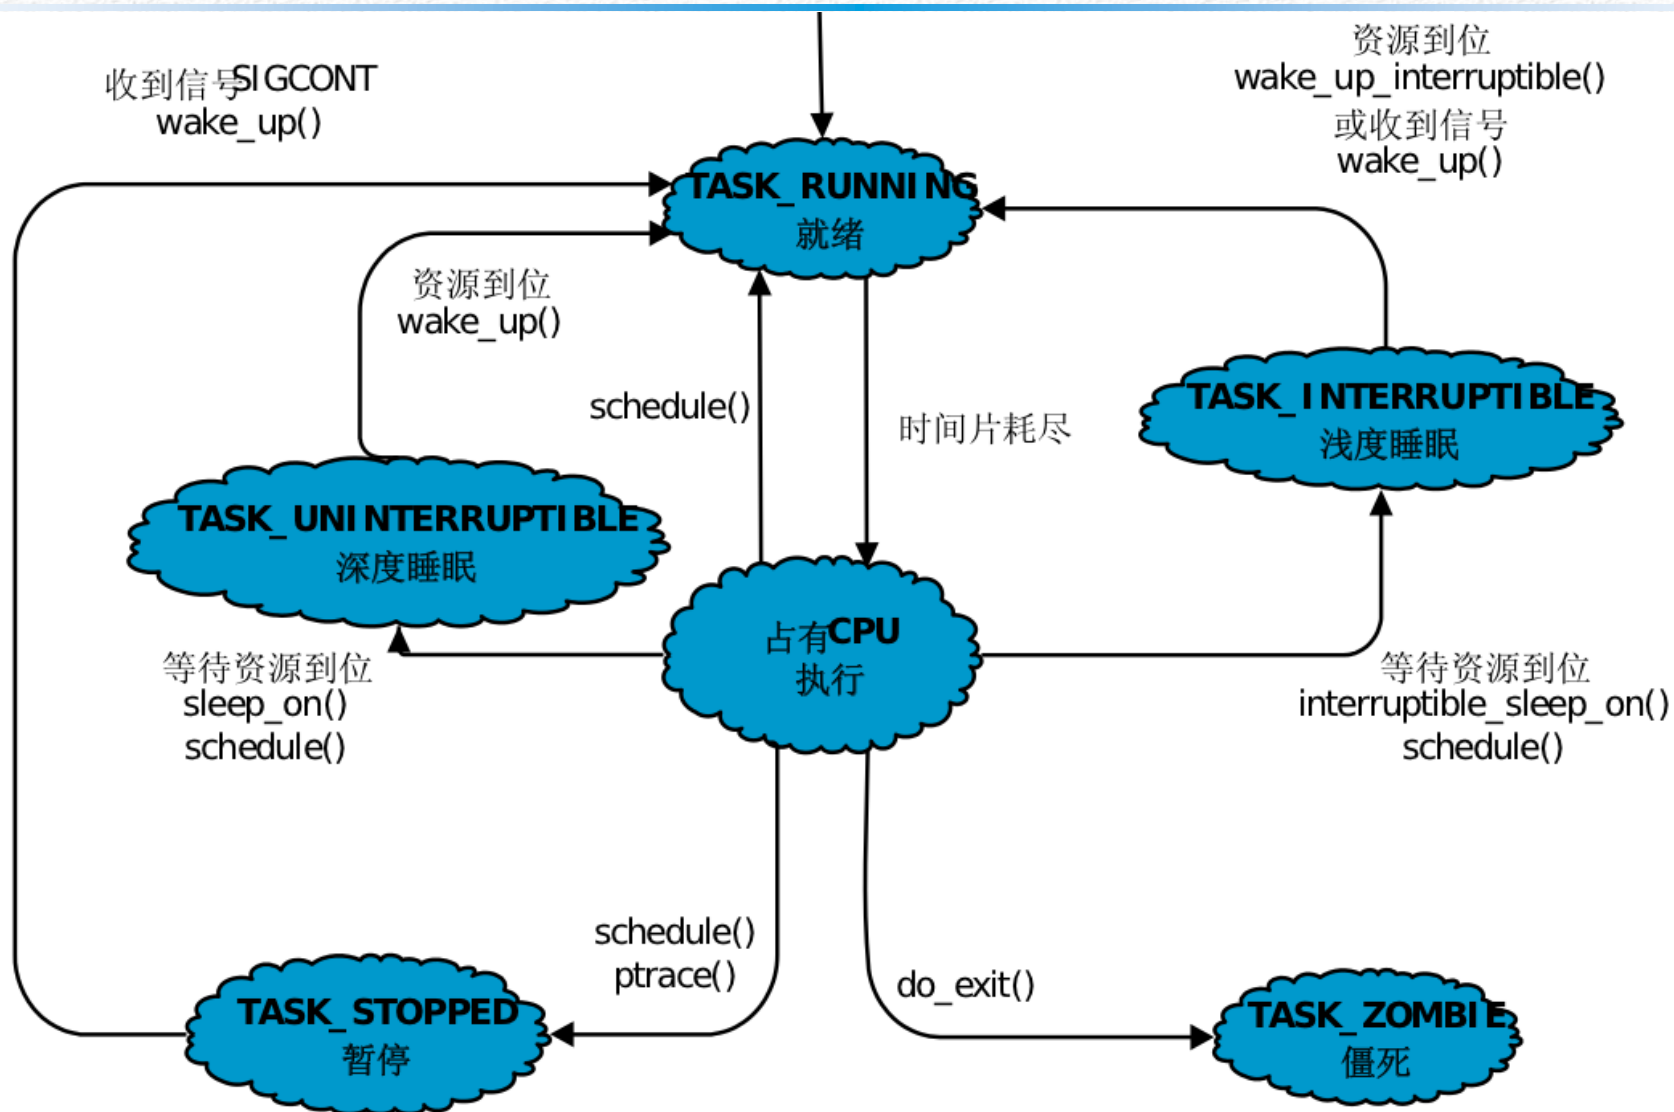 收到信号SIGCONT
wake_up()
资源到位
wake_up_interruptible()
或收到信号
wake_up()
TASK_RUNNING
就绪
资源到位
wake_up()
schedule()
时间片耗尽
TASK_INTERRUPTIBLE
浅度睡眠
TASK_UNINTERRUPTIBLE
深度睡眠
占有CPU
执行
等待资源到位
sleep_on()
schedule()
等待资源到位
interruptible_sleep_on()
schedule()
schedule()
ptrace()
do_exit()
TASK_STOPPED
暂停
TASK_ZOMBIE
僵死